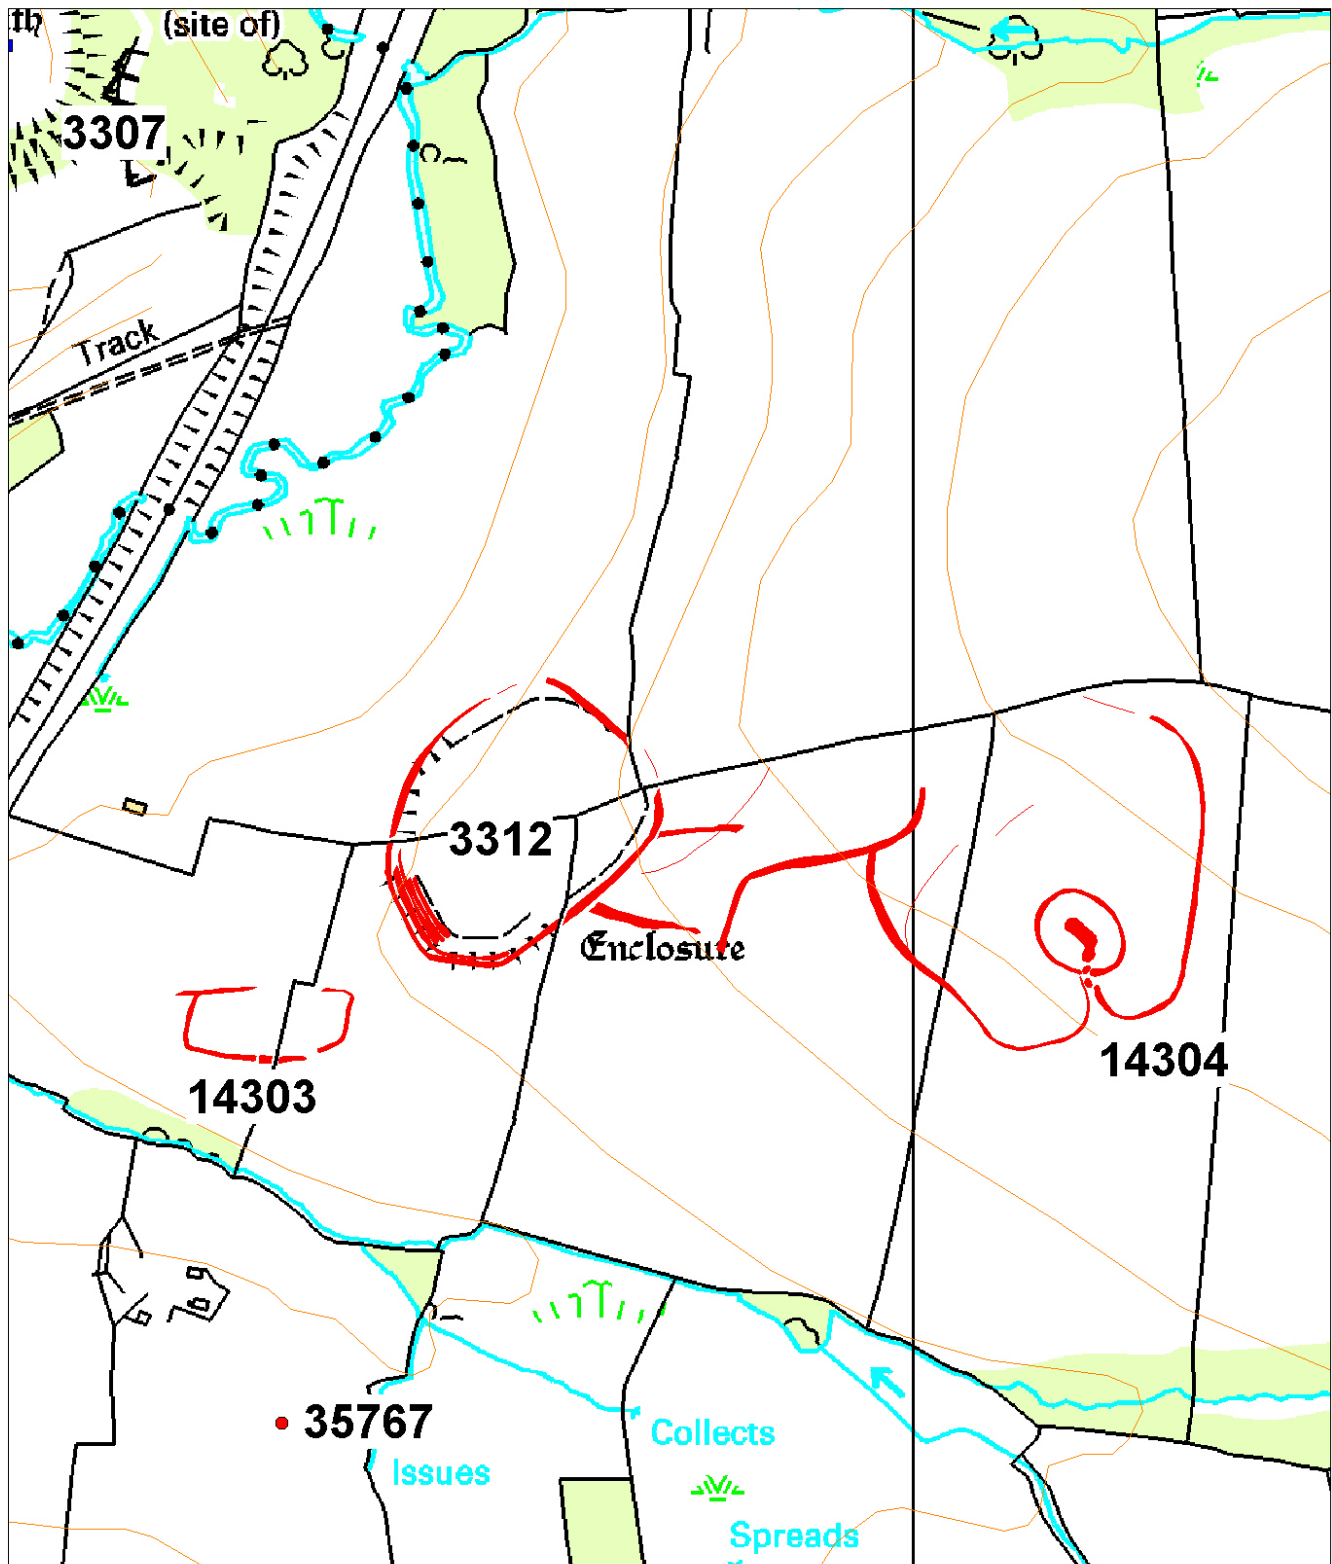 (site of)
3307
Track
3312
Enclosure
14303
14304
35767
Collects
Issues
Spreads